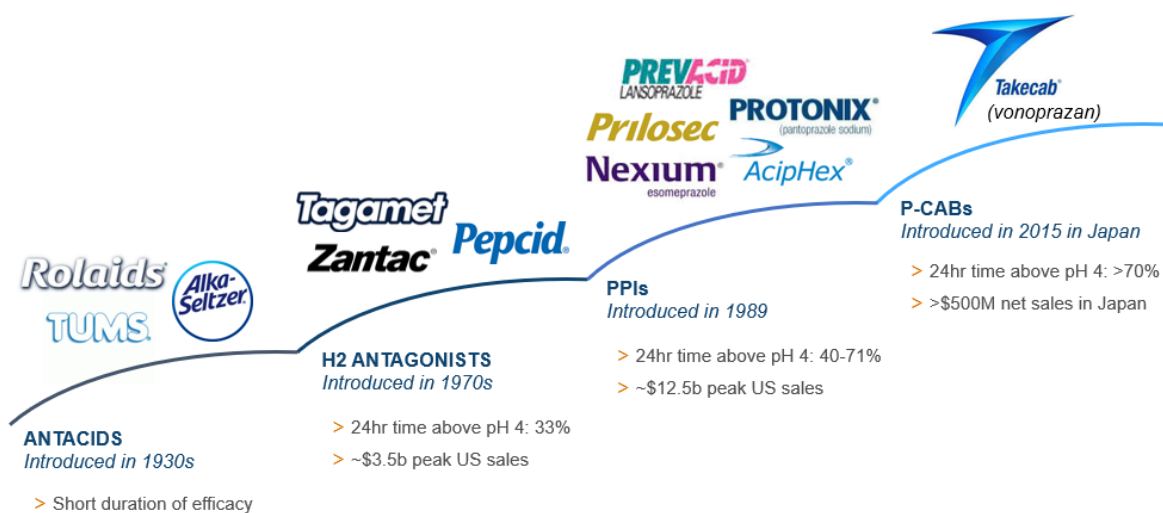 Rolaids
TUMS
Alka-
Seltzer
ANTACIDS
Introduced in 1930s
> Short duration of efficacy
Tagamet
Zantac
Pepcid
H2 ANTAGONISTS
Introduced in 1970s
> 24hr time above pH 4: 33%
> ~$3.5b peak US sales
PREVACID
LANSOPRAZOLE
Prilosec
PROTONIX®
(pantoprazole sodium)
Nexium®
esomeprazole
AcipHex®
PPIs
Introduced in 1989
> 24hr time above pH 4: 40-71%
> ~$12.5b peak US sales
Takecab®
(vonoprazan)
P-CABs
Introduced in 2015 in Japan
> 24hr time above pH 4: >70%
> >$500M net sales in Japan